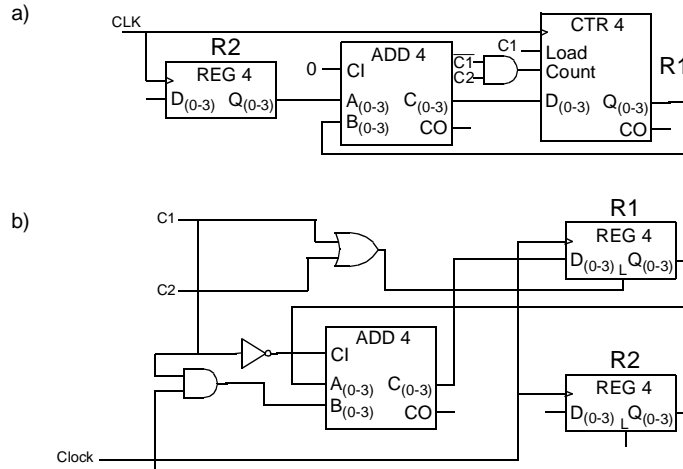 a)
CLK
R2
REG 4
D(0-3) Q(0-3)
0
ADD 4
CI
A(0-3) C(0-3)
B(0-3)
CO
C̅1̅
C2
C1
CTR 4
Load
Count
D(0-3) Q(0-3)
CO
R1
b)
C1
C2
R1
REG 4
D(0-3) L Q(0-3)
ADD 4
CI
A(0-3) C(0-3)
B(0-3)
CO
R2
REG 4
D(0-3) L Q(0-3)
Clock